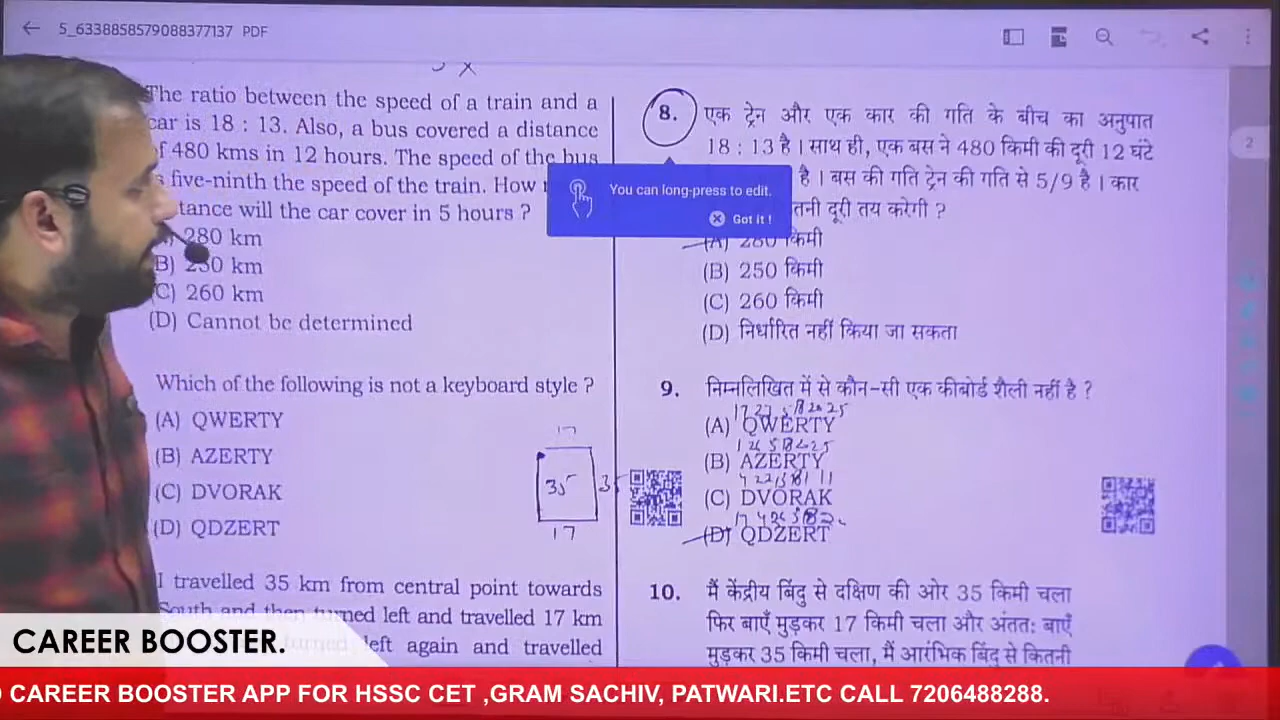 5_6338858579088377137 PDF
2
The ratio between the speed of a train and a
car is 18 : 13. Also, a bus covered a distance
of 480 kms in 12 hours. The speed of the bus
five-ninth the speed of the train. How
tance will the car cover in 5 hours ?
280 km
B) 250 km
(C) 260 km
(D) Cannot be determined
Which of the following is not a keyboard style ?
(A) QWERTY
(B) AZERTY
(C) DVORAK
(D) QDZERT
17
35 35
17
I travelled 35 km from central point towards
South and then turned left and travelled 17 km
turned left again and travelled
8. एक ट्रेन और एक कार की गति के बीच का अनुपात
18 : 13 है । साथ ही, एक बस ने 480 किमी की दूरी 12 घंटे
है । बस की गति ट्रेन की गति से 5/9 है । कार
तनी दूरी तय करेगी ?
You can long-press to edit.
Got it !
(A) 280 किमी
(B) 250 किमी
(C) 260 किमी
(D) निर्धारित नहीं किया जा सकता
9. निम्नलिखित में से कौन-सी एक कीबोर्ड शैली नहीं है ?
(A) QWERTY
(B) AZERTY
(C) DVORAK
(D) QDZERT
10. मैं केंद्रीय बिंदु से दक्षिण की ओर 35 किमी चला
फिर बाएँ मुड़कर 17 किमी चला और अंततः बाएँ
मुड़कर 35 किमी चला, मैं आरंभिक बिंदु से कितनी
CAREER BOOSTER.
CAREER BOOSTER APP FOR HSSC CET ,GRAM SACHIV, PATWARI.ETC CALL 7206488288.